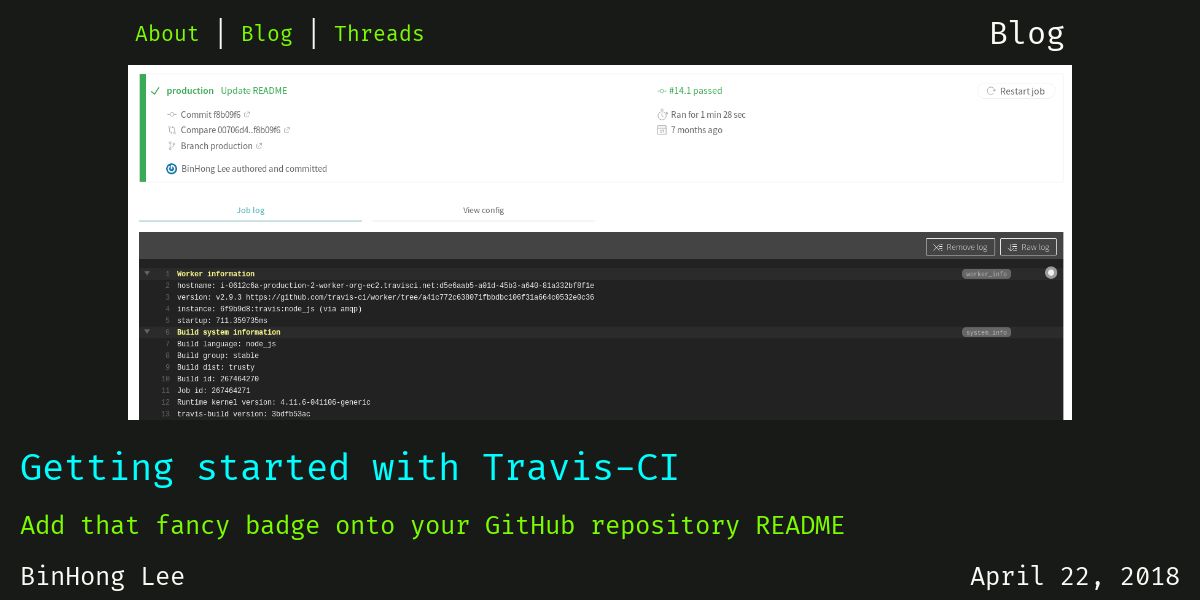 About | Blog | Threads
Blog
production Update README
#14.1 passed
Restart job
Commit f8b09f6
Ran for 1 min 28 sec
Compare 00706d4..f8b09f6
7 months ago
Branch production
BinHong Lee authored and committed
Job log
View config
Remove log
Raw log
1 Worker information
worker_info
2 hostname: i-0612c6a-production-2-worker-org-ec2.travisci.net:d5e6aab5-a01d-45b3-a640-81a332bf8f1e
3 version: v2.9.3 https://github.com/travis-ci/worker/tree/a41c772c638071fbbdbc106f31a664c0532e0c36
4 instance: 6f9b9d8:travis:node_js (via amqp)
5 startup: 711.359735ms
6 Build system information
system_info
7 Build language: node_js
8 Build group: stable
9 Build dist: trusty
10 Build id: 267464270
11 Job id: 267464271
12 Runtime kernel version: 4.11.6-041106-generic
13 travis-build version: 3bdfb53ac
Getting started with Travis-CI
Add that fancy badge onto your GitHub repository README
BinHong Lee
April 22, 2018